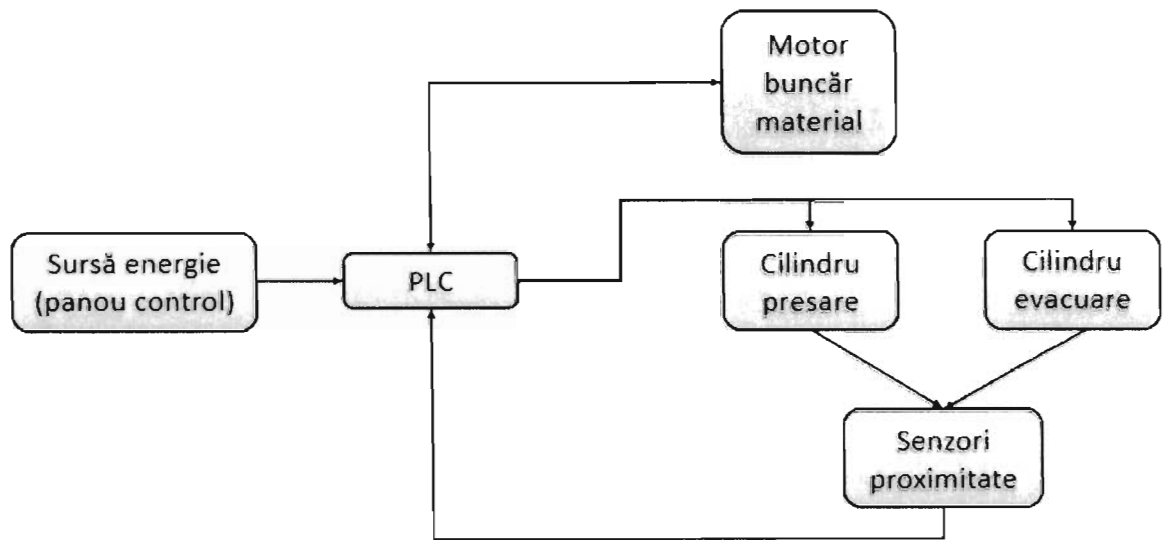 Motor
buncăr
material
Sursă energie
(panou control)
PLC
Cilindru
presare
Cilindru
evacuare
Senzori
proximitate